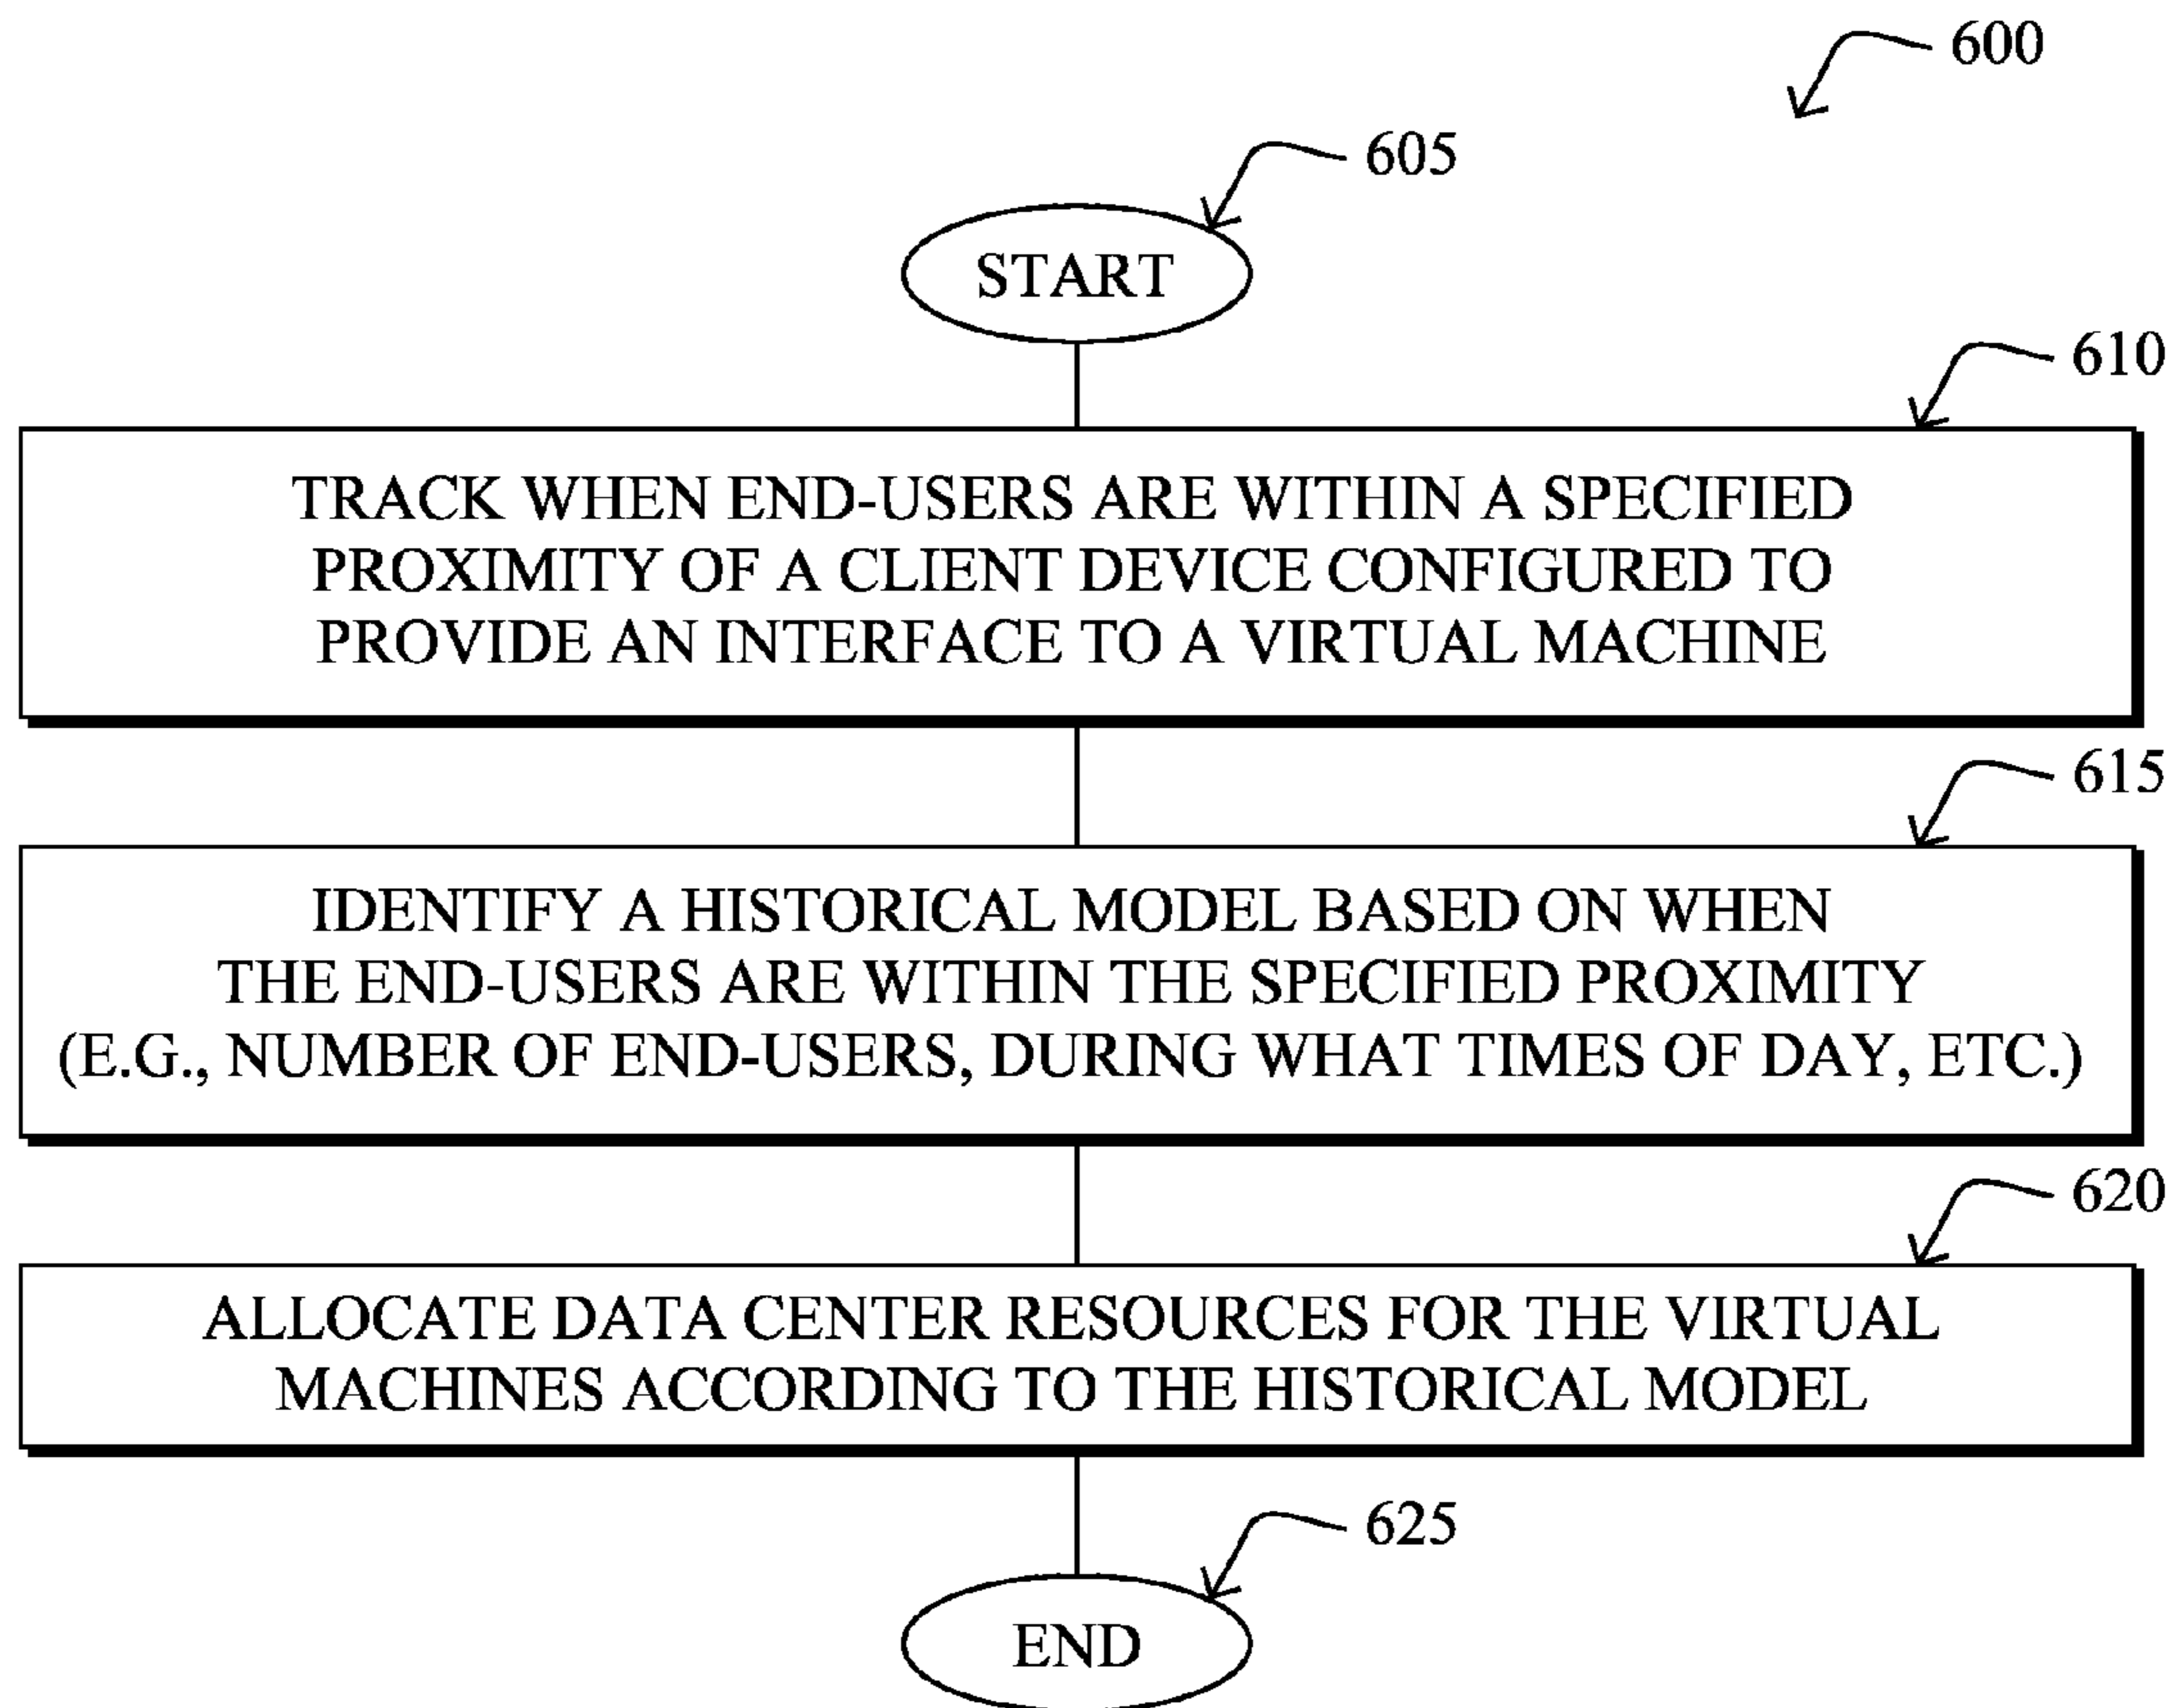 600
605
START
610
TRACK WHEN END-USERS ARE WITHIN A SPECIFIED
PROXIMITY OF A CLIENT DEVICE CONFIGURED TO
PROVIDE AN INTERFACE TO A VIRTUAL MACHINE
615
IDENTIFY A HISTORICAL MODEL BASED ON WHEN
THE END-USERS ARE WITHIN THE SPECIFIED PROXIMITY
(E.G., NUMBER OF END-USERS, DURING WHAT TIMES OF DAY, ETC.)
620
ALLOCATE DATA CENTER RESOURCES FOR THE VIRTUAL
MACHINES ACCORDING TO THE HISTORICAL MODEL
625
END